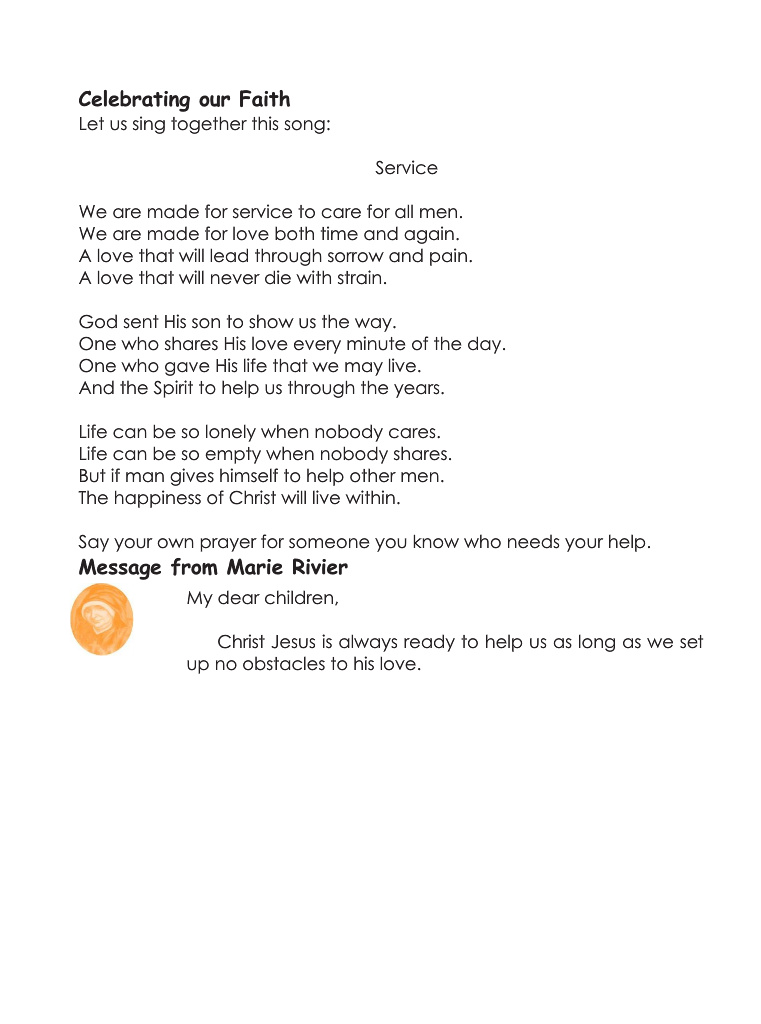 Celebrating our Faith
Let us sing together this song:
Service
We are made for service to care for all men.
We are made for love both time and again.
A love that will lead through sorrow and pain.
A love that will never die with strain.
God sent His son to show us the way.
One who shares His love every minute of the day.
One who gave His life that we may live.
And the Spirit to help us through the years.
Life can be so lonely when nobody cares.
Life can be so empty when nobody shares.
But if man gives himself to help other men.
The happiness of Christ will live within.
Say your own prayer for someone you know who needs your help.
Message from Marie Rivier
My dear children,
Christ Jesus is always ready to help us as long as we set
up no obstacles to his love.